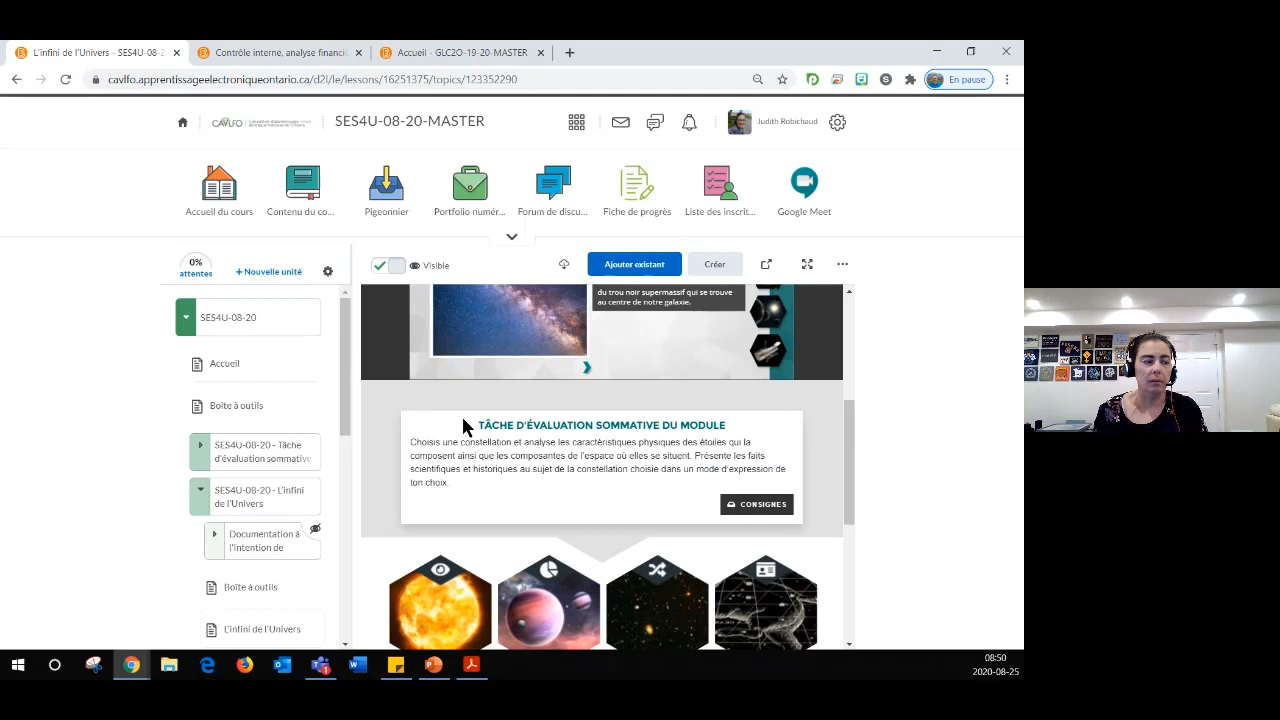 L'infini de l'Univers - SES4U-08-2
Contrôle interne, analyse financi
Accueil - GLC2O-19-20-MASTER
cavlfo.apprentissageelectroniqueontario.ca/d2l/le/lessons/16251375/topics/123352290
En pause
CAVLFO
SES4U-08-20-MASTER
Judith Robichaud
Accueil du cours
Contenu du co...
Pigeonnier
Portfolio numér...
Forum de discu...
Fiche de progrès
Liste des inscrit...
Google Meet
0%
attentes
+ Nouvelle unité
Visible
Ajouter existant
Créer
SES4U-08-20
Accueil
Boîte à outils
SES4U-08-20 - Tâche
d'évaluation sommative
SES4U-08-20 - L'infini
de l'Univers
Documentation à
l'intention de
Boîte à outils
L'infini de l'Univers
du trou noir supermassif qui se trouve
au centre de notre galaxie.
TÂCHE D'ÉVALUATION SOMMATIVE DU MODULE
Choisis une constellation et analyse les caractéristiques physiques des étoiles qui la
composent ainsi que les composantes de l'espace où elles se situent. Présente les faits
scientifiques et historiques au sujet de la constellation choisie dans un mode d'expression de
ton choix.
CONSIGNES
08:50
2020-08-25